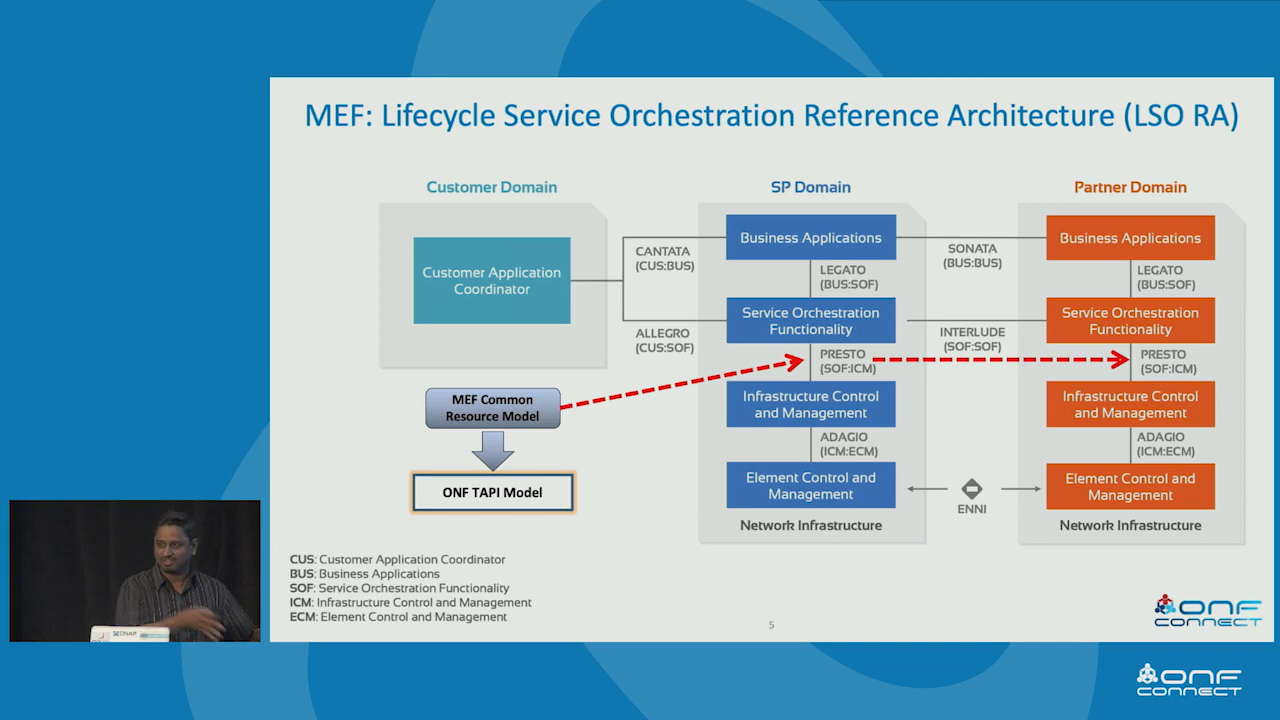 MEF: Lifecycle Service Orchestration Reference Architecture (LSO RA)
Customer Domain
SP Domain
Partner Domain
Customer Application
Coordinator
CANTATA
(CUS:BUS)
ALLEGRO
(CUS:SOF)
Business Applications
LEGATO
(BUS:SOF)
Service Orchestration
Functionality
PRESTO
(SOF:ICM)
Infrastructure Control
and Management
ADAGIO
(ICM:ECM)
Element Control and
Management
Network Infrastructure
SONATA
(BUS:BUS)
INTERLUDE
(SOF:SOF)
ENNI
Business Applications
LEGATO
(BUS:SOF)
Service Orchestration
Functionality
PRESTO
(SOF:ICM)
Infrastructure Control
and Management
ADAGIO
(ICM:ECM)
Element Control and
Management
Network Infrastructure
MEF Common
Resource Model
ONF TAPI Model
CUS: Customer Application Coordinator
BUS: Business Applications
SOF: Service Orchestration Functionality
ICM: Infrastructure Control and Management
ECM: Element Control and Management
5
ONF
CONNECT
ONF
CONNECT